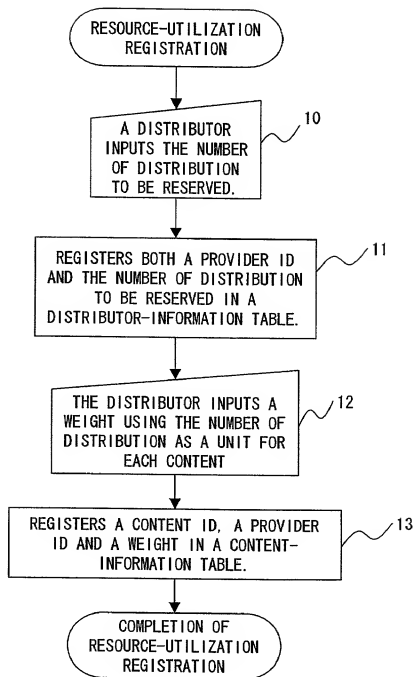 RESOURCE-UTILIZATION
REGISTRATION
10
A DISTRIBUTOR
INPUTS THE NUMBER
OF DISTRIBUTION
TO BE RESERVED.
11
REGISTERS BOTH A PROVIDER ID
AND THE NUMBER OF DISTRIBUTION
TO BE RESERVED IN A
DISTRIBUTOR-INFORMATION TABLE.
12
THE DISTRIBUTOR INPUTS A
WEIGHT USING THE NUMBER OF
DISTRIBUTION AS A UNIT FOR
EACH CONTENT
13
REGISTERS A CONTENT ID, A PROVIDER
ID AND A WEIGHT IN A CONTENT-
INFORMATION TABLE.
COMPLETION OF
RESOURCE-UTILIZATION
REGISTRATION